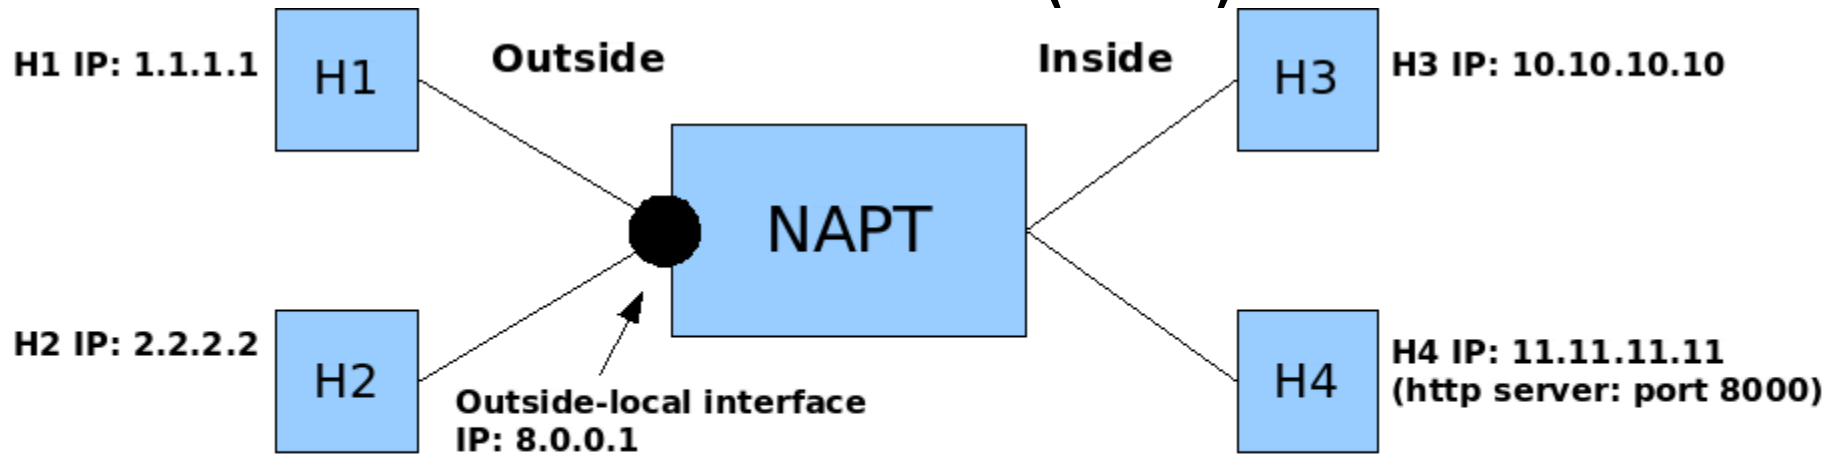 H1 IP: 1.1.1.1
H1
Outside
Inside
H3
H3 IP: 10.10.10.10
NAPT
H2 IP: 2.2.2.2
H2
Outside-local interface
IP: 8.0.0.1
H4
H4 IP: 11.11.11.11
(http server: port 8000)